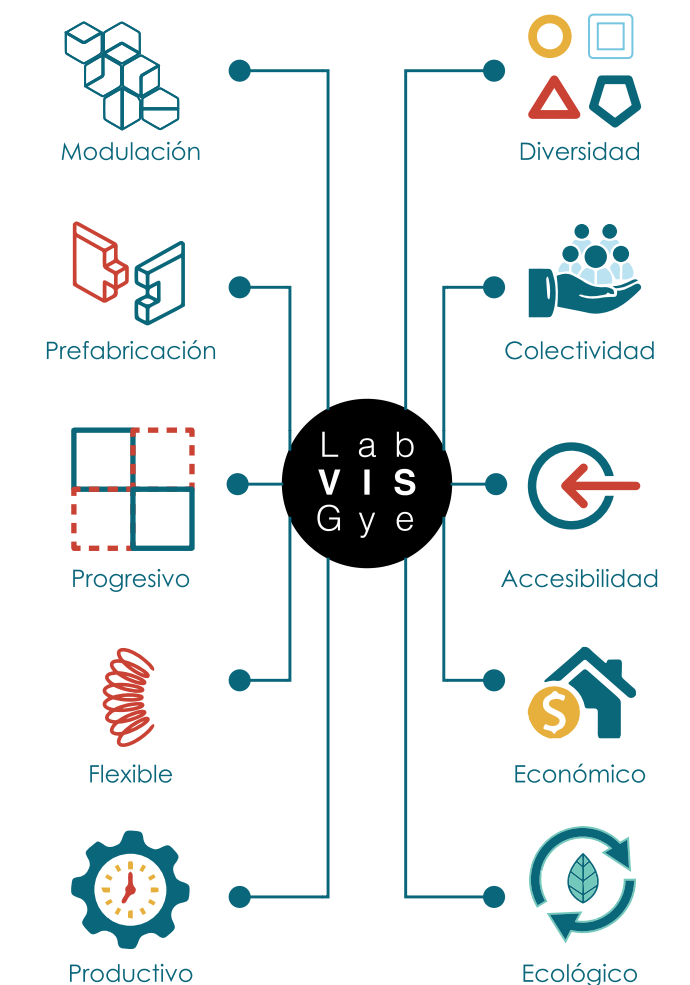 Modulación
Diversidad
Prefabricación
Colectividad
Lab
VIS
Gye
Progresivo
Accesibilidad
Flexible
$
Económico
Productivo
Ecológico